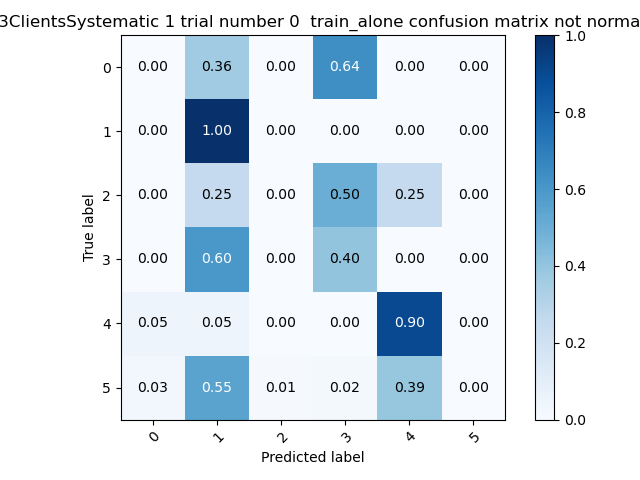 3ClientsSystematic 1 trial number 0 train_alone confusion matrix not norma
0 0.00 0.36 0.00 0.64 0.00 0.00
1 0.00 1.00 0.00 0.00 0.00 0.00
2 0.00 0.25 0.00 0.50 0.25 0.00
3 0.00 0.60 0.00 0.40 0.00 0.00
4 0.05 0.05 0.00 0.00 0.90 0.00
5 0.03 0.55 0.01 0.02 0.39 0.00
0 1 2 3 4 5
True label
Predicted label
1.0
0.8
0.6
0.4
0.2
0.0